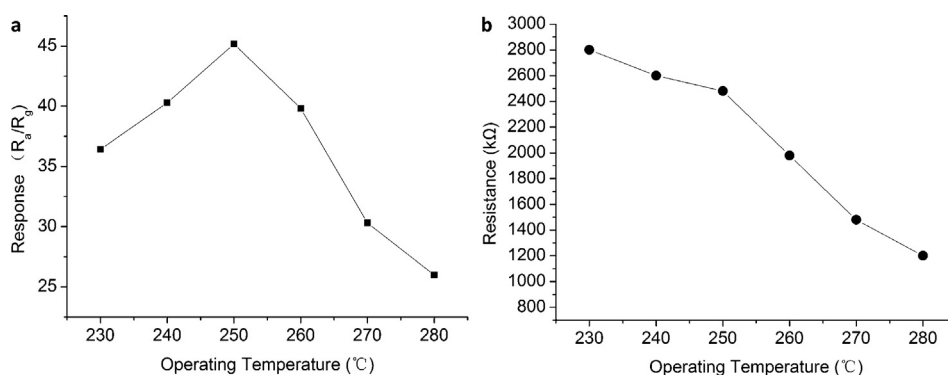 a
Response (Ra/Rg)
45
40
35
30
25
230 240 250 260 270 280
Operating Temperature (℃)
b
Resistance (kΩ)
3000
2800
2600
2400
2200
2000
1800
1600
1400
1200
1000
800
230 240 250 260 270 280
Operating Temperature (℃)